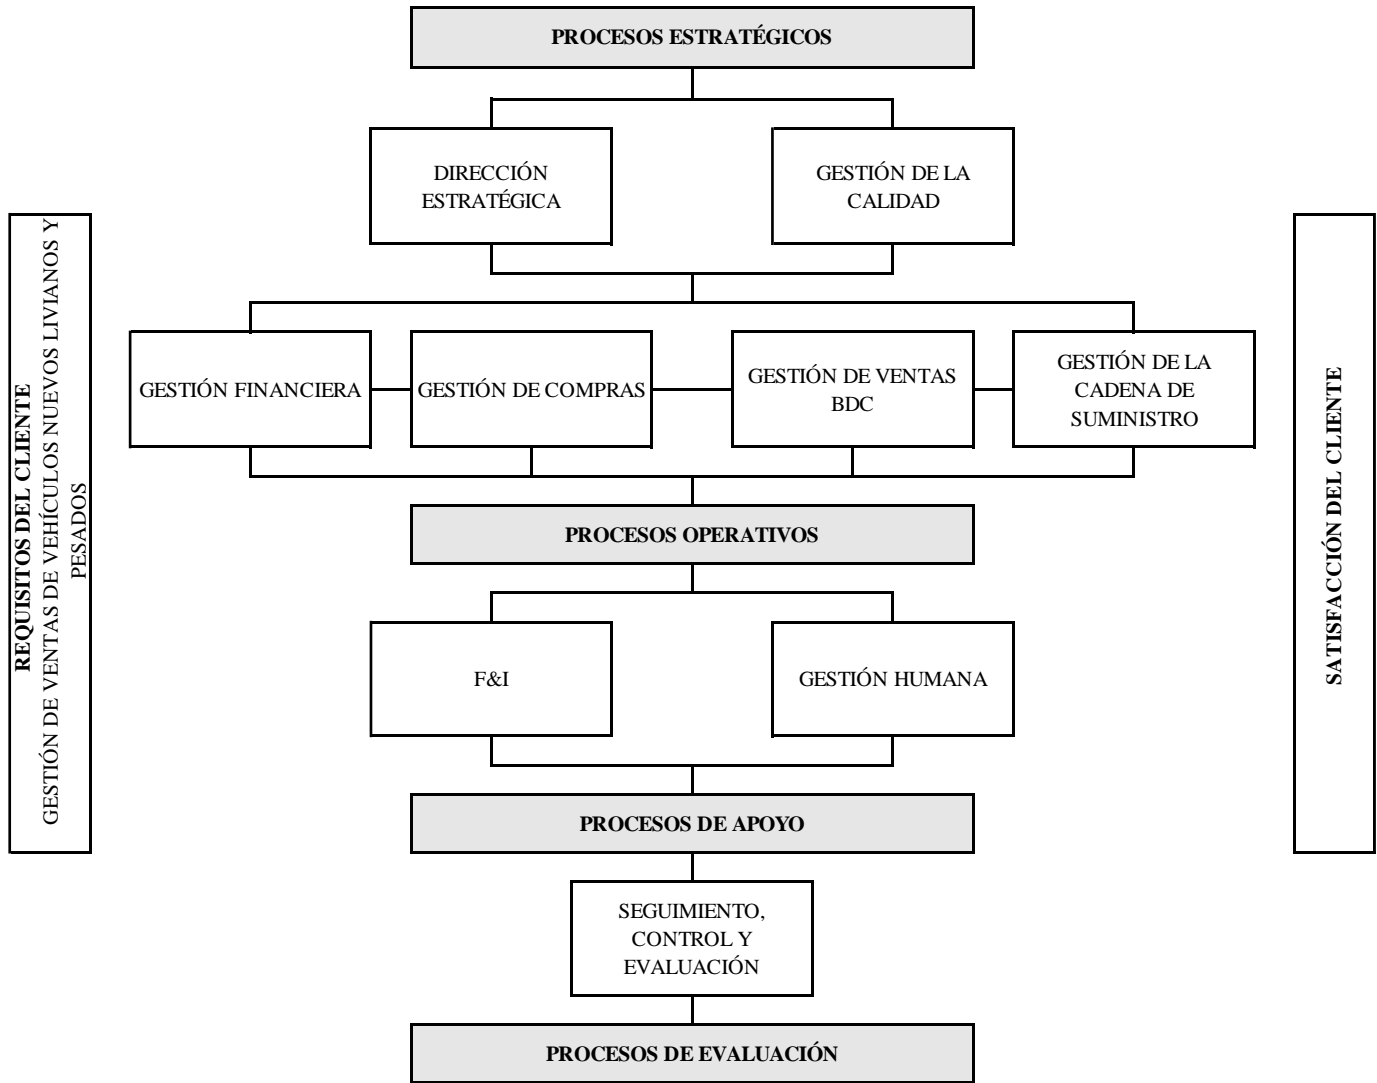 PROCESOS ESTRATÉGICOS
DIRECCIÓN
ESTRATÉGICA
GESTIÓN DE LA
CALIDAD
REQUISITOS DEL CLIENTE
GESTIÓN DE VENTAS DE VEHÍCULOS NUEVOS LIVIANOS Y
PESADOS
GESTIÓN FINANCIERA
GESTIÓN DE COMPRAS
GESTIÓN DE VENTAS
BDC
GESTIÓN DE LA
CADENA DE
SUMINISTRO
SATISFACCIÓN DEL CLIENTE
PROCESOS OPERATIVOS
F&I
GESTIÓN HUMANA
PROCESOS DE APOYO
SEGUIMIENTO,
CONTROL Y
EVALUACIÓN
PROCESOS DE EVALUACIÓN